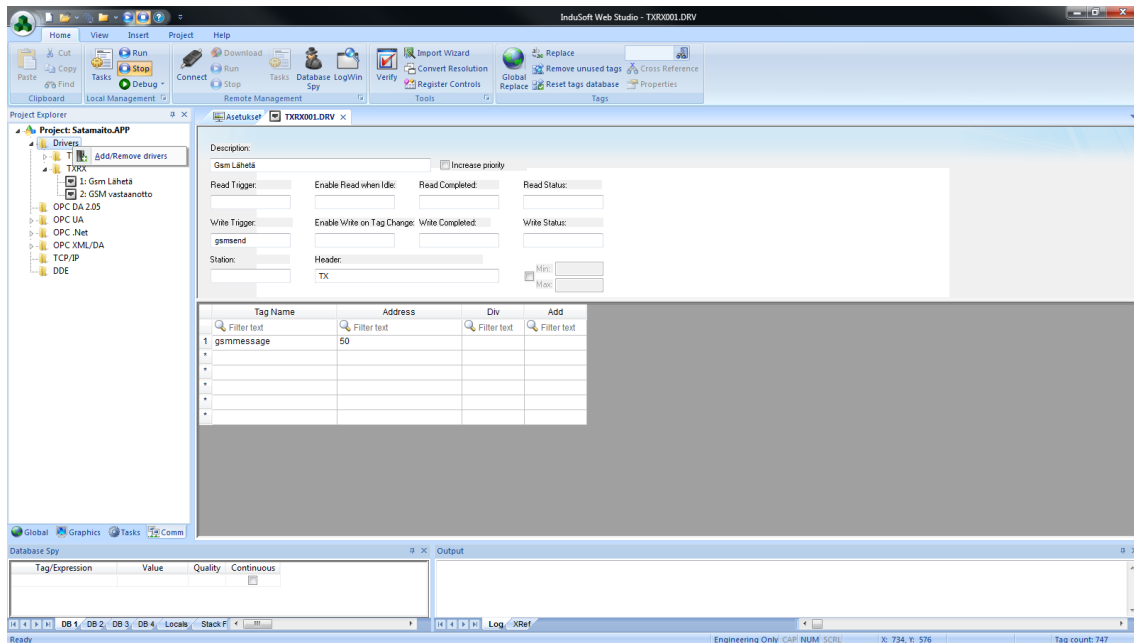 InduSoft Web Studio - TXRX001.DRV
Home View Insert Project Help
Paste
Cut
Copy
Find
Clipboard
Tasks
Run
Stop
Debug
Local Management
Connect
Download
Run
Stop
Tasks
Database Spy
LogWin
Remote Management
Verify
Import Wizard
Convert Resolution
Register Controls
Tools
Global Replace
Replace
Remove unused tags
Reset tags database
Cross Reference
Properties
Tags
Project Explorer
Project: Satamaito.APP
Drivers
Add/Remove drivers
T
TXRX
1: Gsm Lähetä
2: GSM vastaanotto
OPC DA 2.05
OPC UA
OPC .Net
OPC XML/DA
TCP/IP
DDE
Global Graphics Tasks Comm
Asetukset TXRX001.DRV
Description:
Gsm Lähetä Increase priority
Read Trigger: Enable Read when Idle: Read Completed: Read Status:
Write Trigger: Enable Write on Tag Change: Write Completed: Write Status:
gsmsend
Station: Header:
TX
Min:
Max:
Tag Name Address Div Add
Filter text Filter text Filter text Filter text
1 gsmmessage 50
*
*
*
*
*
Database Spy
Tag/Expression Value Quality Continuous
DB 1 DB 2 DB 3 DB 4 Locals Stack F
Output
Log XRef
Ready
Engineering Only CAP NUM SCRL X: 734, Y: 576 Tag count: 747